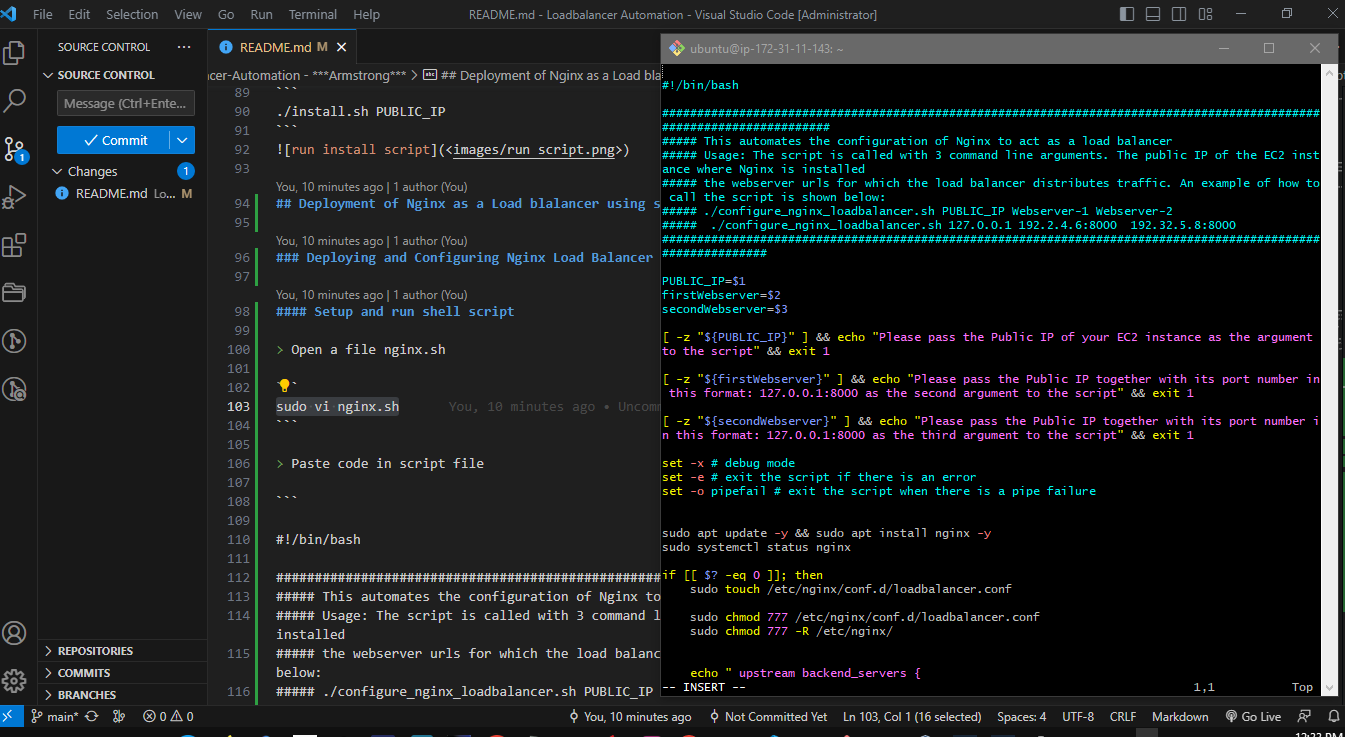 File Edit Selection View Go Run Terminal Help
README.md - Loadbalancer Automation - Visual Studio Code [Administrator]
SOURCE CONTROL ···
SOURCE CONTROL
Message (Ctrl+Ente...
Commit
Changes 1
README.md Lo... M
REPOSITORIES
COMMITS
BRANCHES
1
README.md M
cer-Automation - ***Armstrong*** > ## Deployment of Nginx as a Load bla
89 ```
90 ./install.sh PUBLIC_IP
91 ```
92 ![run install script](<images/run script.png>)
93
You, 10 minutes ago | 1 author (You)
94 ## Deployment of Nginx as a Load blalancer using s
95
You, 10 minutes ago | 1 author (You)
96 ### Deploying and Configuring Nginx Load Balancer
97
You, 10 minutes ago | 1 author (You)
98 #### Setup and run shell script
99
100 > Open a file nginx.sh
101
102 ```
103 sudo vi nginx.sh You, 10 minutes ago • Uncomm
104 ```
105
106 > Paste code in script file
107
108 ```
109
110 #!/bin/bash
111
112 ##################################################
113 ##### This automates the configuration of Nginx to
114 ##### Usage: The script is called with 3 command l
installed
115 ##### the webserver urls for which the load balanc
below:
116 ##### ./configure_nginx_loadbalancer.sh PUBLIC_IP
ubuntu@ip-172-31-11-143: ~
#!/bin/bash
##############################################################################################
########################
##### This automates the configuration of Nginx to act as a load balancer
##### Usage: The script is called with 3 command line arguments. The public IP of the EC2 inst
ance where Nginx is installed
##### the webserver urls for which the load balancer distributes traffic. An example of how to
 call the script is shown below:
##### ./configure_nginx_loadbalancer.sh PUBLIC_IP Webserver-1 Webserver-2
#####  ./configure_nginx_loadbalancer.sh 127.0.0.1 192.2.4.6:8000  192.32.5.8:8000
##############################################################################################
###############
PUBLIC_IP=$1
firstWebserver=$2
secondWebserver=$3
[ -z "${PUBLIC_IP}" ] && echo "Please pass the Public IP of your EC2 instance as the argument
to the script" && exit 1
[ -z "${firstWebserver}" ] && echo "Please pass the Public IP together with its port number in
 this format: 127.0.0.1:8000 as the second argument to the script" && exit 1
[ -z "${secondWebserver}" ] && echo "Please pass the Public IP together with its port number i
n this format: 127.0.0.1:8000 as the third argument to the script" && exit 1
set -x # debug mode
set -e # exit the script if there is an error
set -o pipefail # exit the script when there is a pipe failure
sudo apt update -y && sudo apt install nginx -y
sudo systemctl status nginx
if [[ $? -eq 0 ]]; then
    sudo touch /etc/nginx/conf.d/loadbalancer.conf
    sudo chmod 777 /etc/nginx/conf.d/loadbalancer.conf
    sudo chmod 777 -R /etc/nginx/
    echo " upstream backend_servers {
-- INSERT -- 1,1 Top
main* 0 0 You, 10 minutes ago Not Committed Yet Ln 103, Col 1 (16 selected) Spaces: 4 UTF-8 CRLF Markdown Go Live